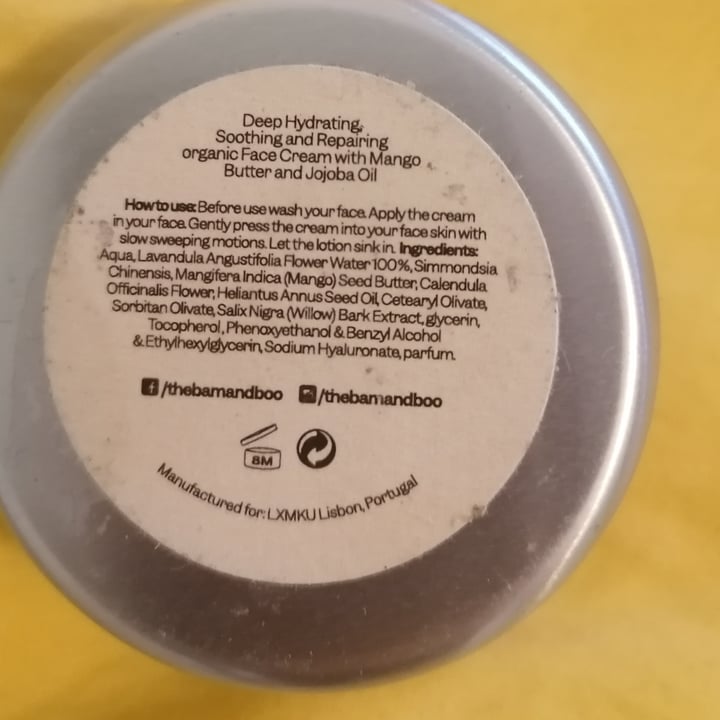 Deep Hydrating,
Soothing and Repairing
organic Face Cream with Mango
Butter and Jojoba Oil
How to use: Before use wash your face. Apply the cream
in your face. Gently press the cream into your face skin with
slow sweeping motions. Let the lotion sink in. Ingredients:
Aqua, Lavandula Angustifolia Flower Water 100%, Simmondsia
Chinensis, Mangifera Indica (Mango) Seed Butter, Calendula
Officinalis Flower, Heliantus Annus Seed Oil, Cetearyl Olivate,
Sorbitan Olivate, Salix Nigra (Willow) Bark Extract, glycerin,
Tocopherol, Phenoxyethanol & Benzyl Alcohol
& Ethylhexylglycerin, Sodium Hyaluronate, parfum.
/thebamandboo /thebamandboo
8M
Manufactured for: LXMKU Lisbon, Portugal